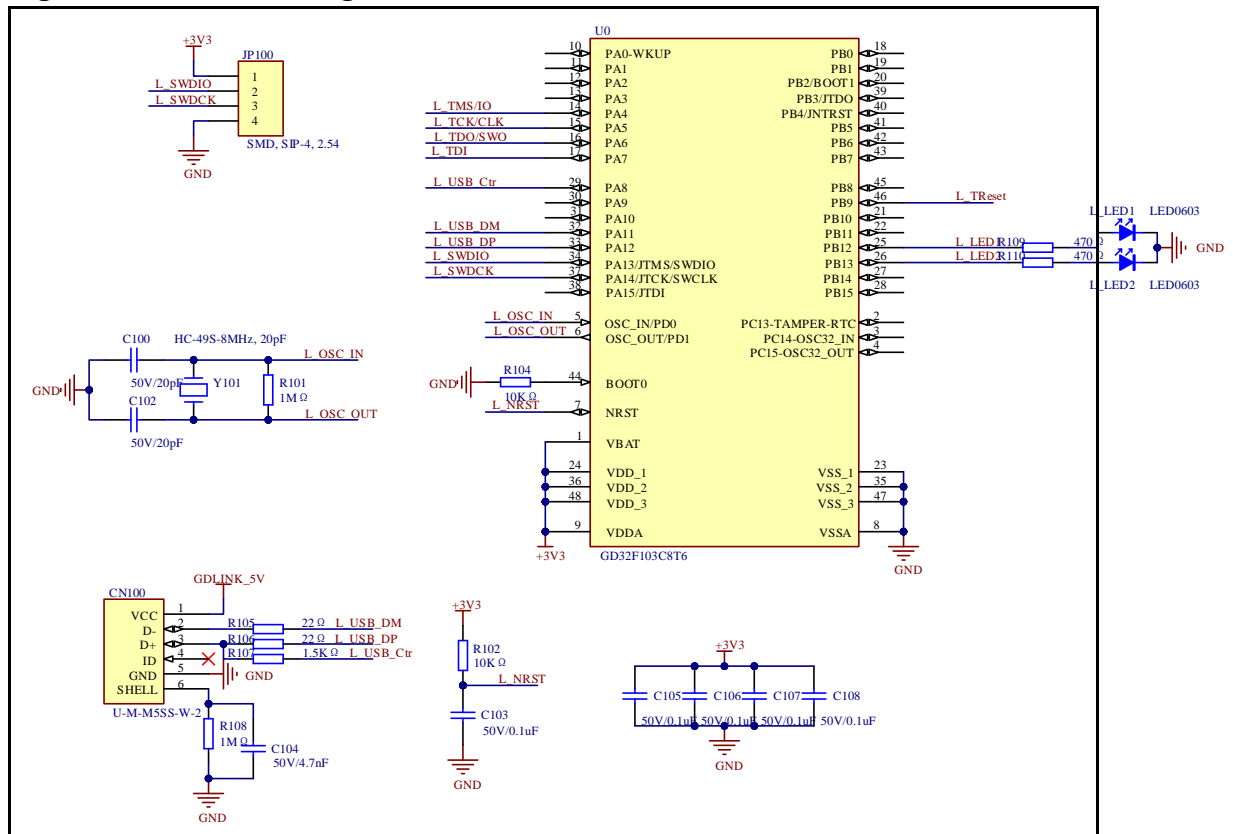 +3V3
JP100
1
L_SWDIO
2
L_SWDCK
3
4
SMD, SIP-4, 2.54
GND
U0
10 PA0-WKUP PB0 18
11 PA1 PB1 19
12 PA2 PB2/BOOT1 20
13 PA3 PB3/JTDO 39
L_TMS/IO 14 PA4 PB4/JNTRST 40
L_TCK/CLK 15 PA5 PB5 41
L_TDO/SWO 16 PA6 PB6 42
L_TDI 17 PA7 PB7 43
L_USB_Ctr 29 PA8 PB8 45
30 PA9 PB9 46 L_TReset
31 PA10 PB10 21
L_USB_DM 32 PA11 PB11 22
L_USB_DP 33 PA12 PB12 25 L_LED1 R109 470Ω
L_SWDIO 34 PA13/JTMS/SWDIO PB13 26 L_LED2 R110 470Ω
L_SWDCK 37 PA14/JTCK/SWCLK PB14 27
38 PA15/JTDI PB15 28
L_OSC_IN 5 OSC_IN/PD0 PC13-TAMPER-RTC 2
L_OSC_OUT 6 OSC_OUT/PD1 PC14-OSC32_IN 3
PC15-OSC32_OUT 4
GND R104 10KΩ 44 BOOT0
L_NRST 7 NRST
1 VBAT
24 VDD_1 VSS_1 23
36 VDD_2 VSS_2 35
48 VDD_3 VSS_3 47
9 VDDA VSSA 8
+3V3 GD32F103C8T6 GND
L_LED1 LED0603
GND
L_LED2 LED0603
C100 HC-49S-8MHz, 20pF
L_OSC_IN
50V/20pF Y101 R101
GND
1MΩ
C102
L_OSC_OUT
50V/20pF
GDLINK_5V
CN100
VCC 1
D- 2 R105 22Ω L_USB_DM
D+ 3 R106 22Ω L_USB_DP
ID 4 R107 1.5KΩ L_USB_Ctr
GND 5 GND
SHELL 6
U-M-M5SS-W-2
R108
1MΩ C104
50V/4.7nF
GND
+3V3
R102
10KΩ
L_NRST
C103
50V/0.1uF
GND
+3V3
C105 C106 C107 C108
50V/0.1uF 50V/0.1uF 50V/0.1uF 50V/0.1uF
GND